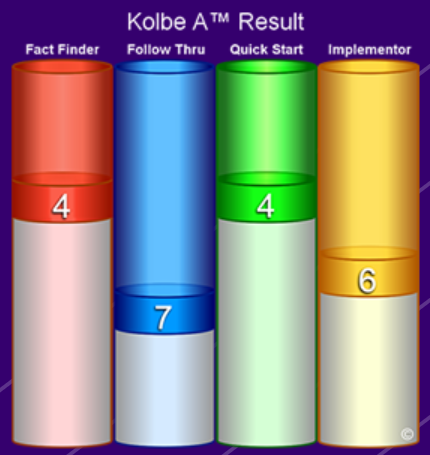 Kolbe A™ Result
Fact Finder Follow Thru Quick Start Implementor
4 4
6
7
©